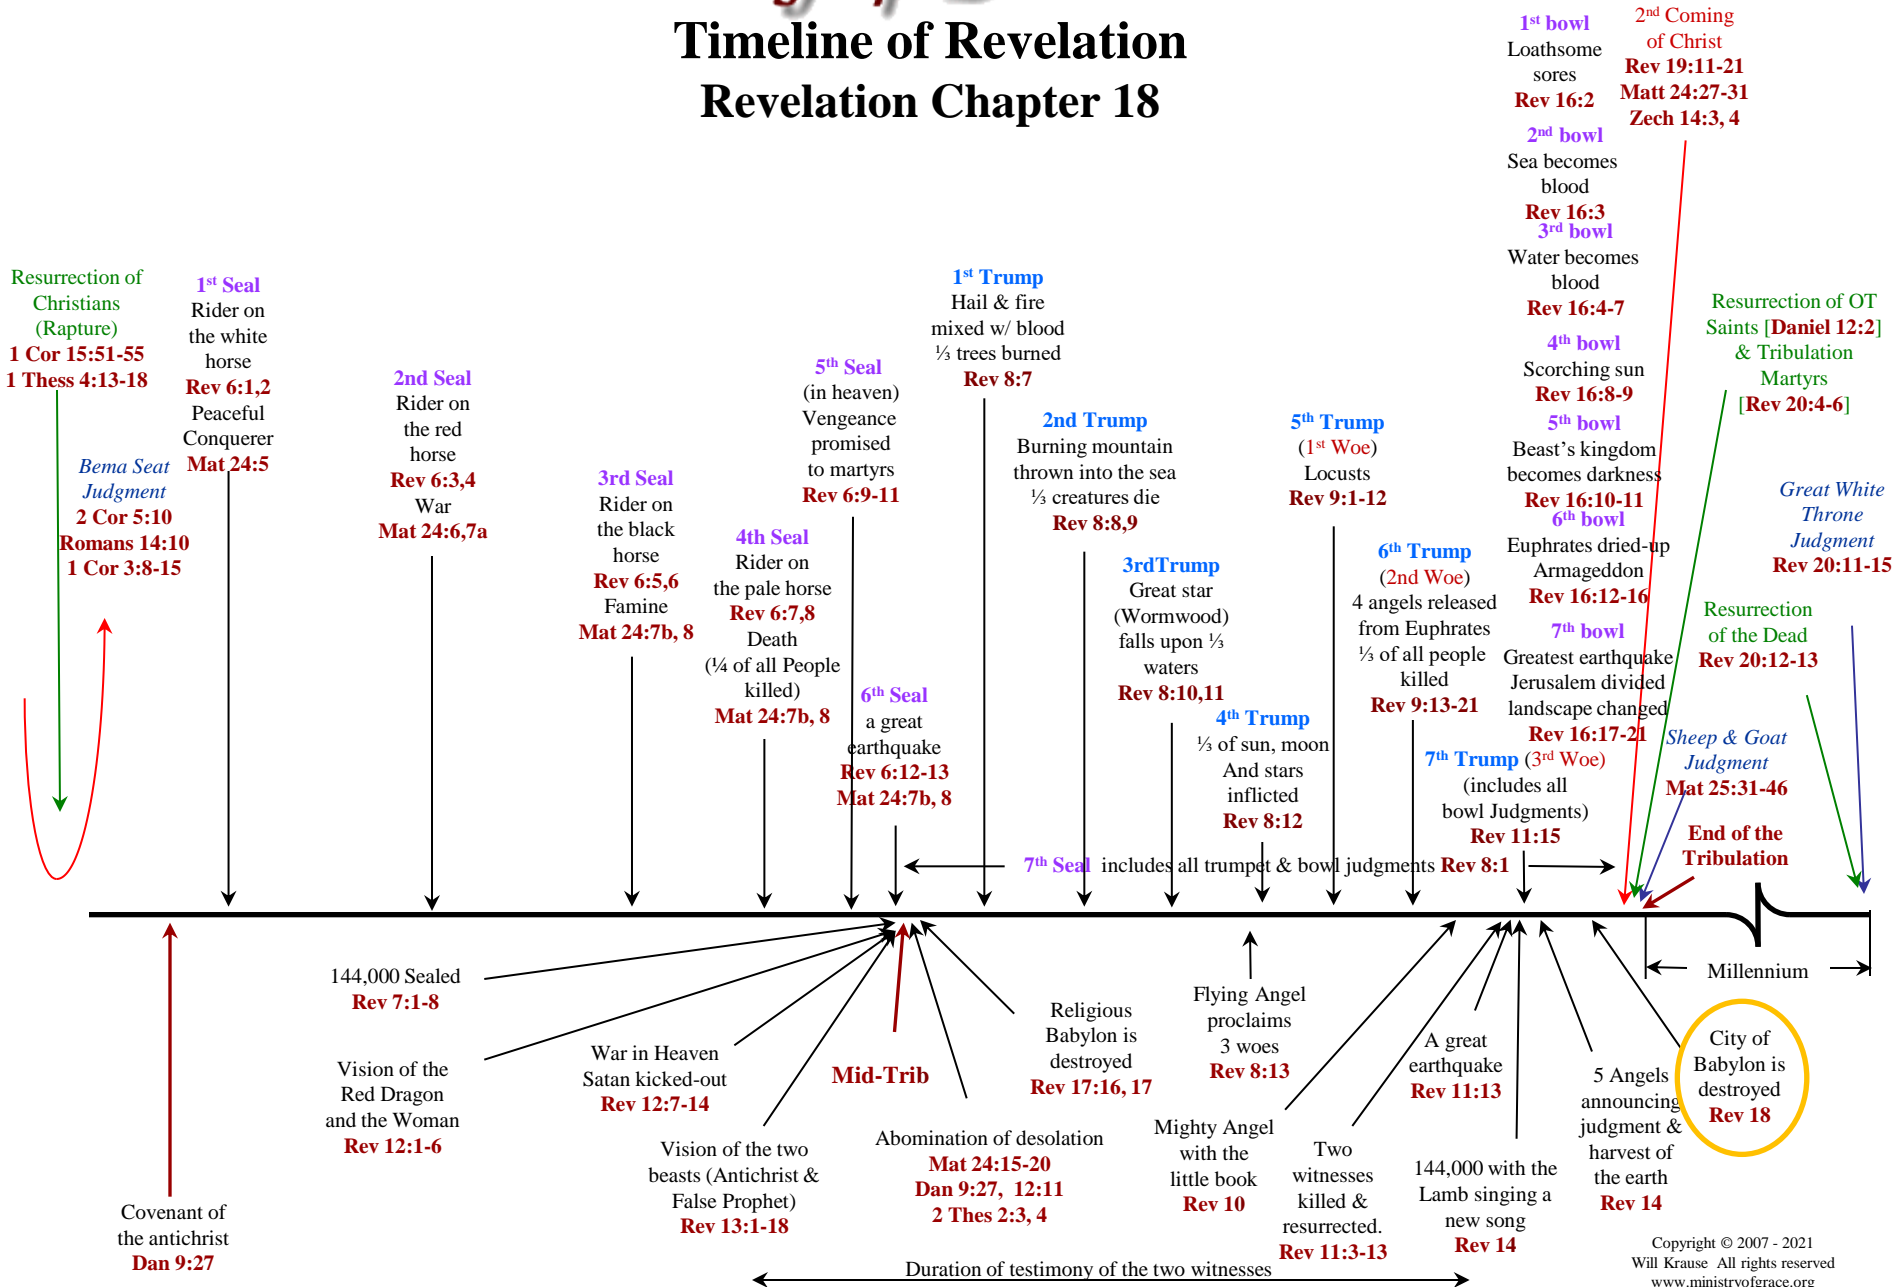 Timeline of Revelation
Revelation Chapter 18
1st bowl
Loathsome
sores
Rev 16:2
2nd Coming
of Christ
Rev 19:11-21
Matt 24:27-31
Zech 14:3, 4
2nd bowl
Sea becomes
blood
Rev 16:3
3rd bowl
Water becomes
blood
Rev 16:4-7
4th bowl
Scorching sun
Rev 16:8-9
5th bowl
Beast's kingdom
becomes darkness
Rev 16:10-11
6th bowl
Euphrates dried-up
Armageddon
Rev 16:12-16
7th bowl
Greatest earthquake
Jerusalem divided
landscape changed
Rev 16:17-21
Resurrection of
Christians
(Rapture)
1 Cor 15:51-55
1 Thess 4:13-18
Bema Seat
Judgment
2 Cor 5:10
Romans 14:10
1 Cor 3:8-15
1st Seal
Rider on
the white
horse
Rev 6:1,2
Peaceful
Conquerer
Mat 24:5
2nd Seal
Rider on
the red
horse
Rev 6:3,4
War
Mat 24:6,7a
3rd Seal
Rider on
the black
horse
Rev 6:5,6
Famine
Mat 24:7b, 8
4th Seal
Rider on
the pale horse
Rev 6:7,8
Death
(¼ of all People
killed)
Mat 24:7b, 8
5th Seal
(in heaven)
Vengeance
promised
to martyrs
Rev 6:9-11
6th Seal
a great
earthquake
Rev 6:12-13
Mat 24:7b, 8
1st Trump
Hail & fire
mixed w/ blood
⅓ trees burned
Rev 8:7
2nd Trump
Burning mountain
thrown into the sea
⅓ creatures die
Rev 8:8,9
3rdTrump
Great star
(Wormwood)
falls upon ⅓
waters
Rev 8:10,11
4th Trump
⅓ of sun, moon
And stars
inflicted
Rev 8:12
5th Trump
(1st Woe)
Locusts
Rev 9:1-12
6th Trump
(2nd Woe)
4 angels released
from Euphrates
⅓ of all people
killed
Rev 9:13-21
7th Trump (3rd Woe)
(includes all
bowl Judgments)
Rev 11:15
7th Seal includes all trumpet & bowl judgments Rev 8:1
Resurrection of OT
Saints [Daniel 12:2]
& Tribulation
Martyrs
[Rev 20:4-6]
Great White
Throne
Judgment
Rev 20:11-15
Resurrection
of the Dead
Rev 20:12-13
Sheep & Goat
Judgment
Mat 25:31-46
End of the
Tribulation
Millennium
144,000 Sealed
Rev 7:1-8
Vision of the
Red Dragon
and the Woman
Rev 12:1-6
War in Heaven
Satan kicked-out
Rev 12:7-14
Vision of the two
beasts (Antichrist &
False Prophet)
Rev 13:1-18
Mid-Trib
Abomination of desolation
Mat 24:15-20
Dan 9:27, 12:11
2 Thes 2:3, 4
Religious
Babylon is
destroyed
Rev 17:16, 17
Flying Angel
proclaims
3 woes
Rev 8:13
Mighty Angel
with the
little book
Rev 10
Two
witnesses
killed &
resurrected.
Rev 11:3-13
A great
earthquake
Rev 11:13
144,000 with the
Lamb singing a
new song
Rev 14
5 Angels
announcing
judgment &
harvest of
the earth
Rev 14
City of
Babylon is
destroyed
Rev 18
Covenant of
the antichrist
Dan 9:27
Duration of testimony of the two witnesses
Copyright © 2007 - 2021
Will Krause All rights reserved
www.ministryofgrace.org